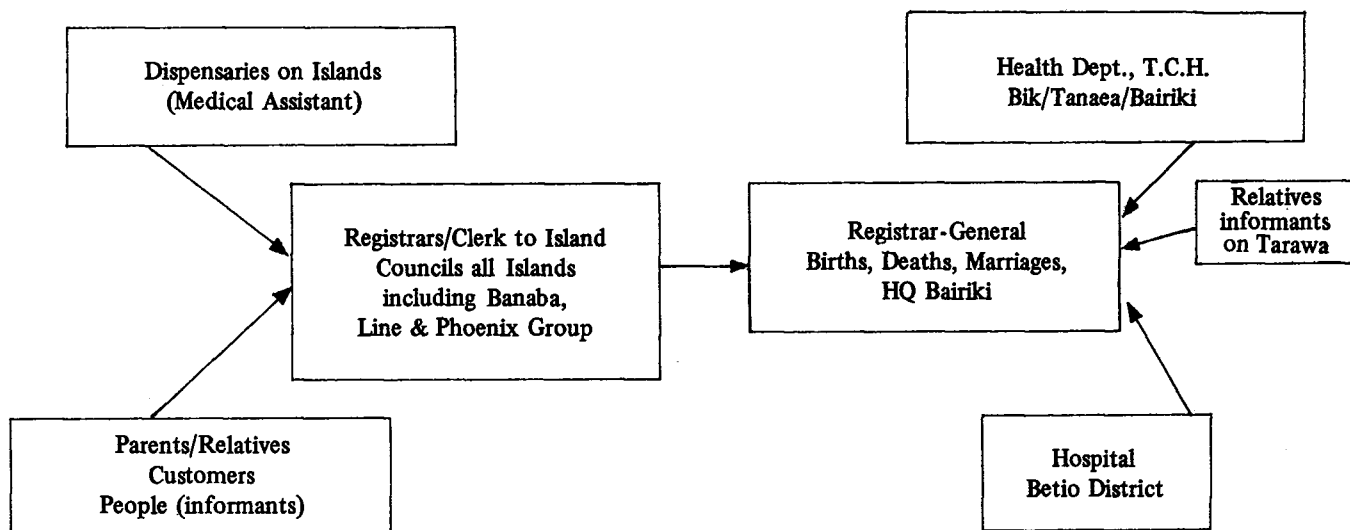 Dispensaries on Islands
(Medical Assistant)
Health Dept., T.C.H.
Bik/Tanaea/Bairiki
Registrars/Clerk to Island
Councils all Islands
including Banaba,
Line & Phoenix Group
Registrar-General
Births, Deaths, Marriages,
HQ Bairiki
Relatives
informants
on Tarawa
Parents/Relatives
Customers
People (informants)
Hospital
Betio District